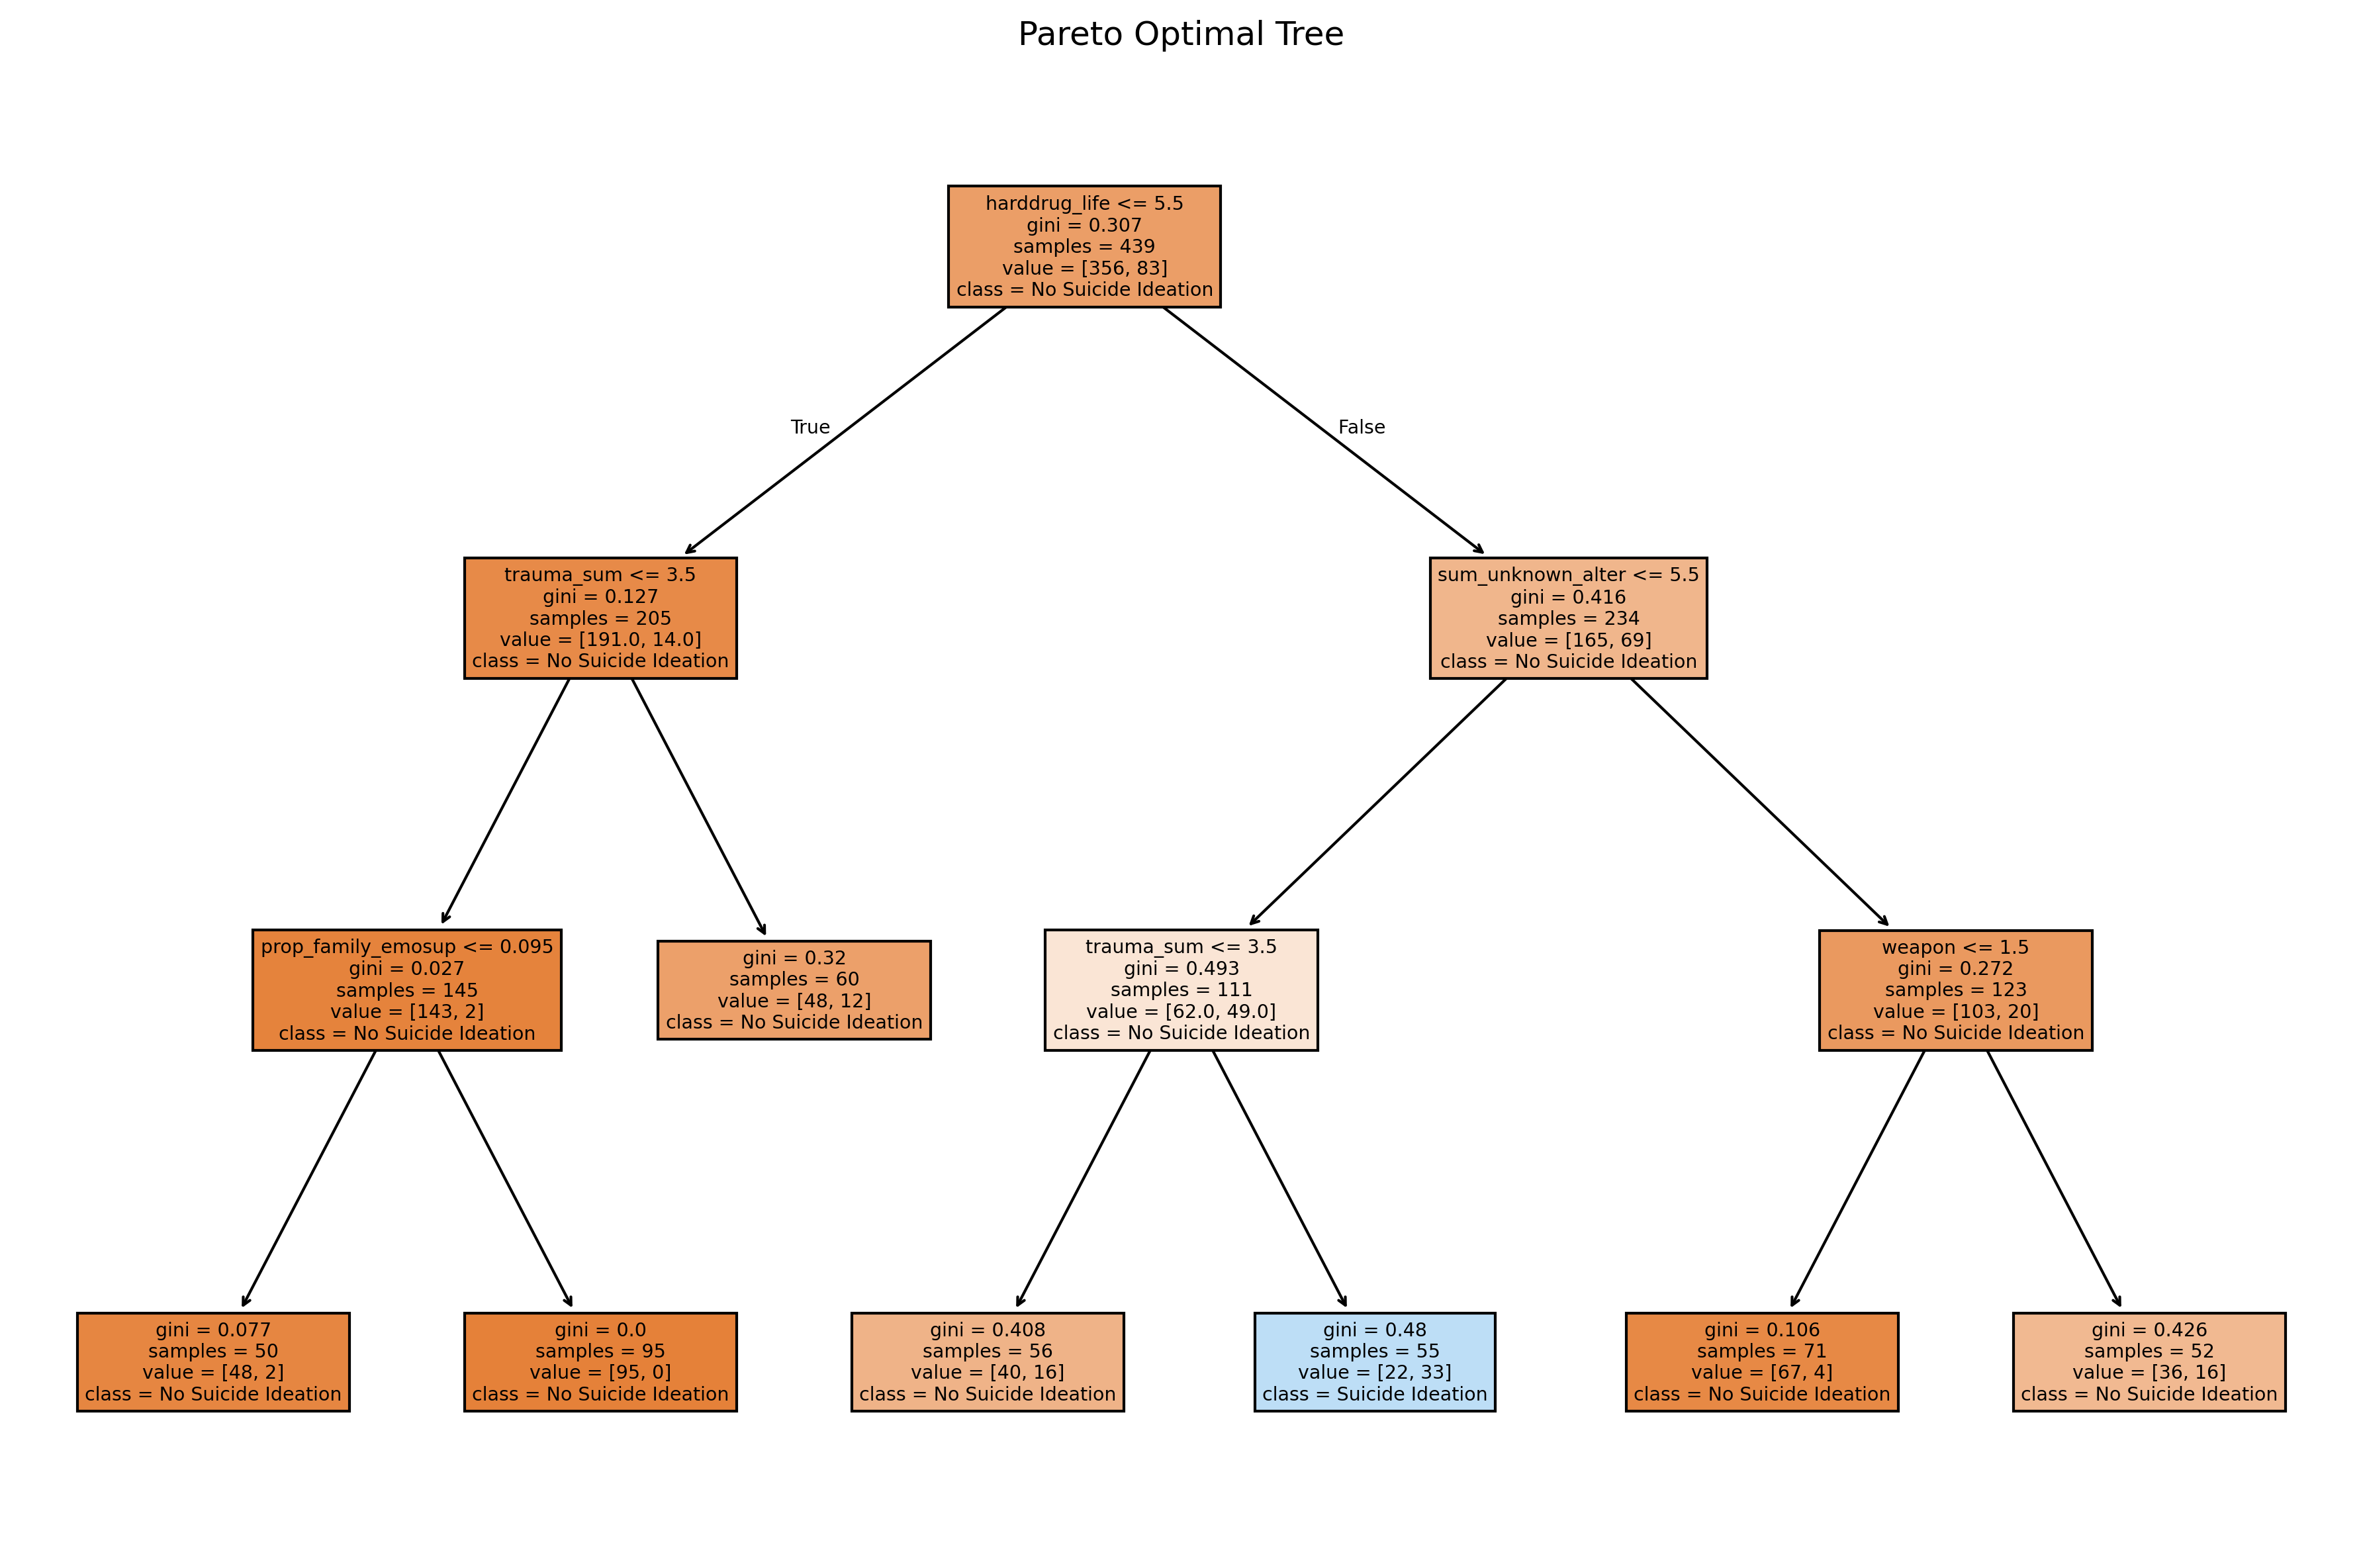 Pareto Optimal Tree
harddrug_life <= 5.5
gini = 0.307
samples = 439
value = [356, 83]
class = No Suicide Ideation
True
False
trauma_sum <= 3.5
gini = 0.127
samples = 205
value = [191.0, 14.0]
class = No Suicide Ideation
sum_unknown_alter <= 5.5
gini = 0.416
samples = 234
value = [165, 69]
class = No Suicide Ideation
prop_family_emosup <= 0.095
gini = 0.027
samples = 145
value = [143, 2]
class = No Suicide Ideation
gini = 0.32
samples = 60
value = [48, 12]
class = No Suicide Ideation
trauma_sum <= 3.5
gini = 0.493
samples = 111
value = [62.0, 49.0]
class = No Suicide Ideation
weapon <= 1.5
gini = 0.272
samples = 123
value = [103, 20]
class = No Suicide Ideation
gini = 0.077
samples = 50
value = [48, 2]
class = No Suicide Ideation
gini = 0.0
samples = 95
value = [95, 0]
class = No Suicide Ideation
gini = 0.408
samples = 56
value = [40, 16]
class = No Suicide Ideation
gini = 0.48
samples = 55
value = [22, 33]
class = Suicide Ideation
gini = 0.106
samples = 71
value = [67, 4]
class = No Suicide Ideation
gini = 0.426
samples = 52
value = [36, 16]
class = No Suicide Ideation